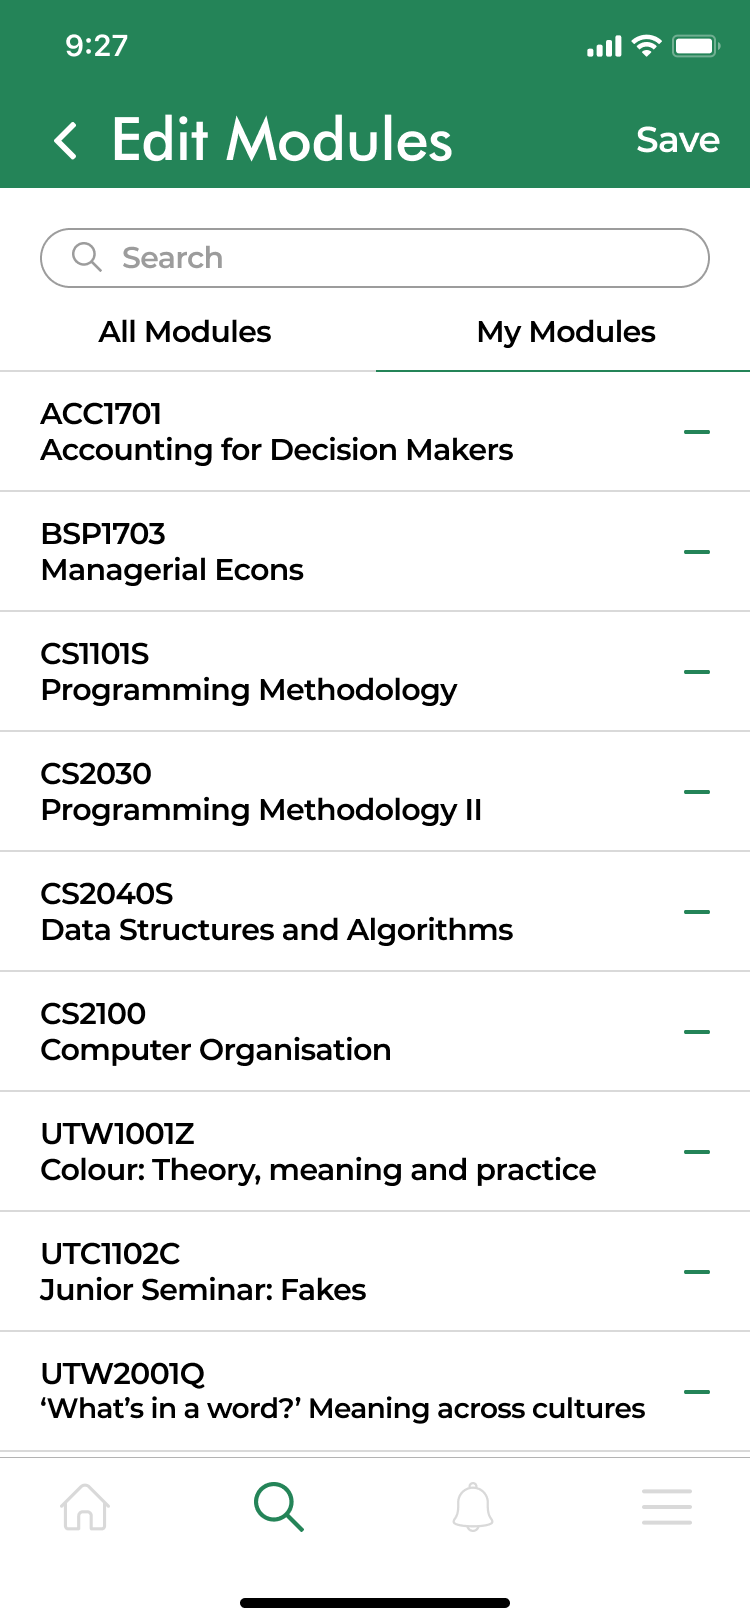 9:27
Edit Modules
Save
Search
All Modules
My Modules
ACC1701
Accounting for Decision Makers
BSP1703
Managerial Econs
CS1101S
Programming Methodology
CS2030
Programming Methodology II
CS2040S
Data Structures and Algorithms
CS2100
Computer Organisation
UTW1001Z
Colour: Theory, meaning and practice
UTC1102C
Junior Seminar: Fakes
UTW2001Q
‘What’s in a word?’ Meaning across cultures